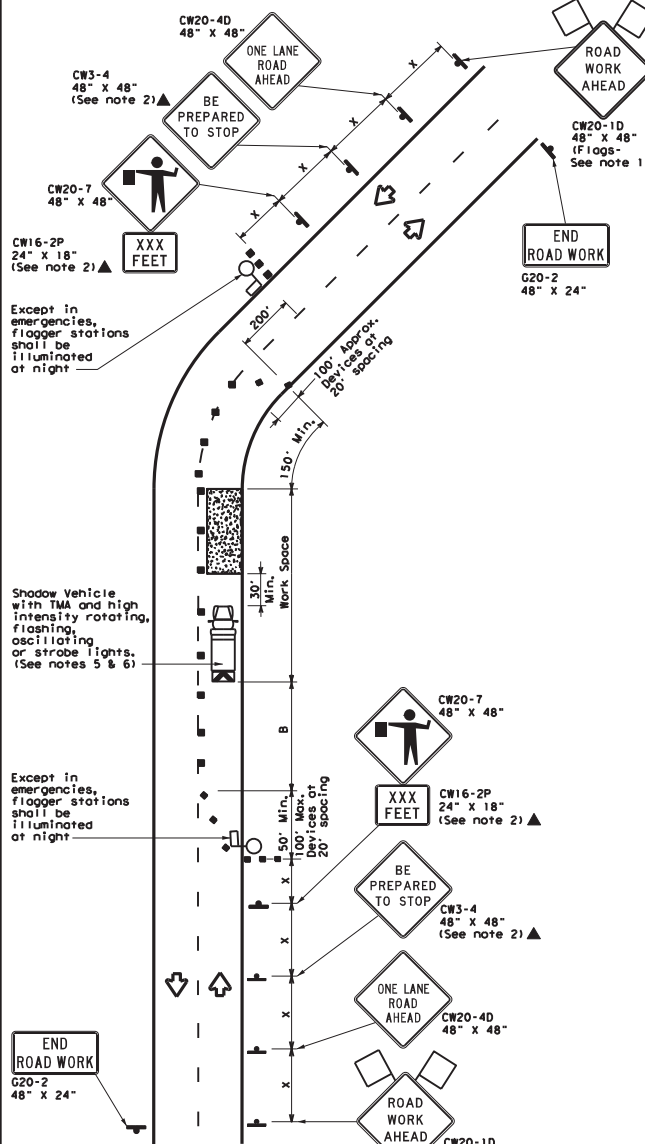 CW20-4D
48" X 48"
ONE LANE
ROAD
AHEAD
X
ROAD
WORK
AHEAD
CW3-4
48" X 48"
(See note 2)▲
BE
PREPARED
TO STOP
X
CW20-1D
48" X 48"
(Flags-
See note 1
X
CW20-7
48" X 48"
X
XXX
FEET
CW16-2P
24" X 18"
(See note 2)▲
END
ROAD WORK
G20-2
48" X 24"
Except in
emergencies,
flagger stations
shall be
illuminated
at night
200'
100' Approx.
Devices at
20' spacing
150' Min.
Work Space
30'
Min.
Shadow Vehicle
with TMA and high
intensity rotating,
flashing,
oscillating
or strobe lights.
(See notes 5 & 6)
B
CW20-7
48" X 48"
Except in
emergencies,
flagger stations
shall be
illuminated
at night
50' Min.
100' Max.
Devices at
20' spacing
XXX
FEET
CW16-2P
24" X 18"
(See note 2)▲
X
BE
PREPARED
TO STOP
CW3-4
48" X 48"
(See note 2)▲
X
ONE LANE
ROAD
AHEAD
CW20-4D
48" X 48"
X
END
ROAD WORK
G20-2
48" X 24"
X
ROAD
WORK
AHEAD
CW20-1D